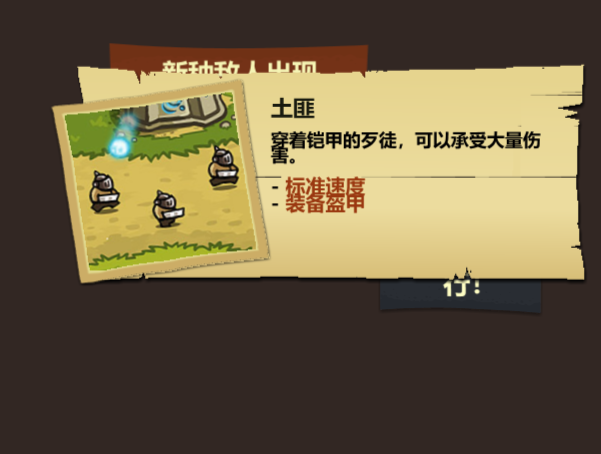 新种敌人出现
土匪
穿着铠甲的歹徒，可以承受大量伤
害。
- 标准速度
- 装备盔甲
行!